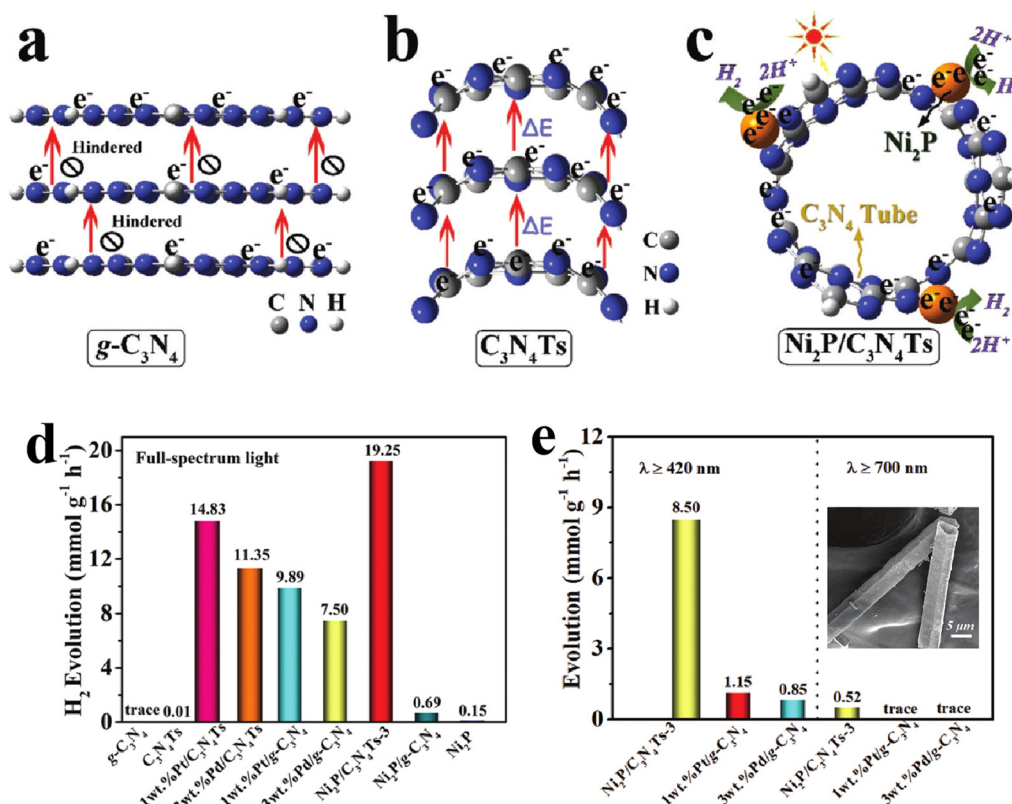 a
e⁻ e⁻ e⁻
Hindered
e⁻ e⁻ e⁻
Hindered
e⁻ e⁻ e⁻ e⁻
C N H
g-C₃N₄
b
e⁻ e⁻ e⁻ e⁻ e⁻
ΔE
e⁻ e⁻ e⁻ e⁻ e⁻
ΔE
e⁻ e⁻ e⁻ e⁻
C
N
H
C₃N₄Ts
c
H₂ 2H⁺
2H⁺
H
e⁻ e⁻ e⁻ e⁻ e⁻
Ni₂P
C₃N₄ Tube
e⁻ e⁻ e⁻ e⁻
H₂
2H⁺
Ni₂P/C₃N₄Ts
d
Full-spectrum light
H₂ Evolution (mmol g⁻¹ h⁻¹)
20
16
12
8
4
0
trace
0.01
14.83
11.35
9.89
7.50
19.25
0.69
0.15
g-C₃N₄
C₃N₄Ts
1wt.%Pt/C₃N₄Ts
wt.%Pd/C₃N₄Ts
1wt.%Pt/g-C₃N₄
3wt.%Pd/g-C₃N₄
Ni₂P/C₃N₄Ts-3
Ni₂P/g-C₃N₄
Ni₂P
e
λ ≥ 420 nm
λ ≥ 700 nm
Evolution (mmol g⁻¹ h⁻¹)
12
9
6
3
0
8.50
1.15
0.85
0.52
trace
trace
5 μm
Ni₂P/C₃N₄Ts-3
1wt.%Pt/g-C₃N₄
3wt.%Pd/g-C₃N₄
Ni₂P/C₃N₄Ts-3
1wt.%Pt/g-C₃N₄
3wt.%Pd/g-C₃N₄